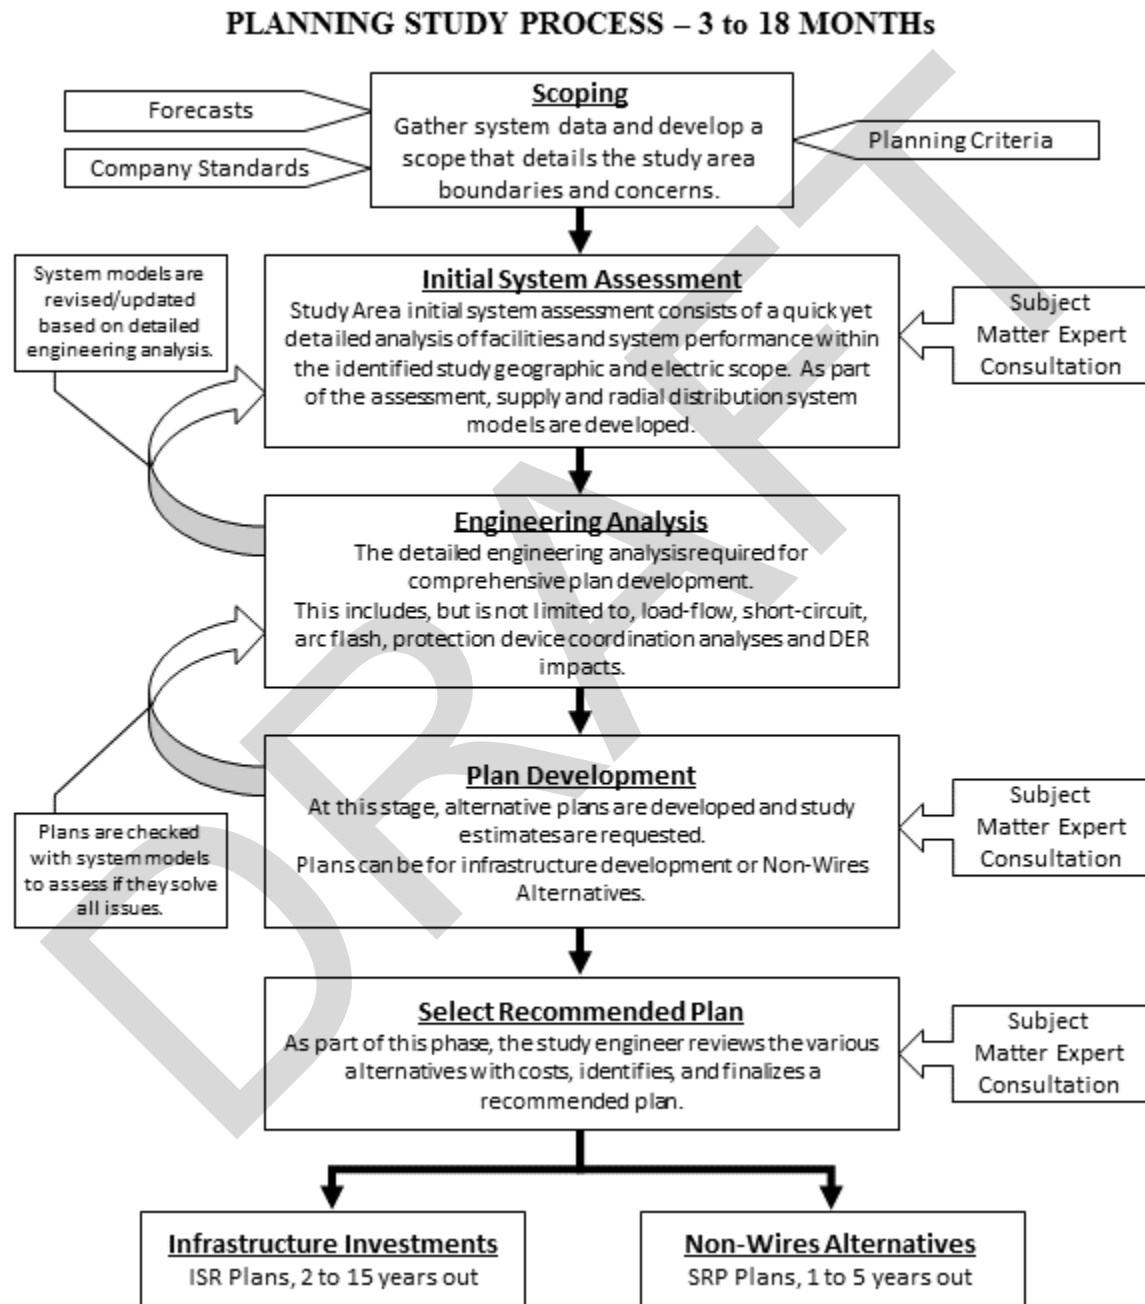 PLANNING STUDY PROCESS – 3 to 18 MONTHs
Scoping
Gather system data and develop a
scope that details the study area
boundaries and concerns.
Forecasts
Company Standards
Planning Criteria
System models are
revised/updated
based on detailed
engineering analysis.
Initial System Assessment
Study Area initial system assessment consists of a quick yet
detailed analysis of facilities and system performance within
the identified study geographic and electric scope. As part
of the assessment, supply and radial distribution system
models are developed.
Subject
Matter Expert
Consultation
Engineering Analysis
The detailed engineering analysis required for
comprehensive plan development.
This includes, but is not limited to, load-flow, short-circuit,
arc flash, protection device coordination analyses and DER
impacts.
Plan Development
At this stage, alternative plans are developed and study
estimates are requested.
Plans can be for infrastructure development or Non-Wires
Alternatives.
Subject
Matter Expert
Consultation
Plans are checked
with system models
to assess if they solve
all issues.
Select Recommended Plan
As part of this phase, the study engineer reviews the various
alternatives with costs, identifies, and finalizes a
recommended plan.
Subject
Matter Expert
Consultation
Infrastructure Investments
ISR Plans, 2 to 15 years out
Non-Wires Alternatives
SRP Plans, 1 to 5 years out
DRAFT